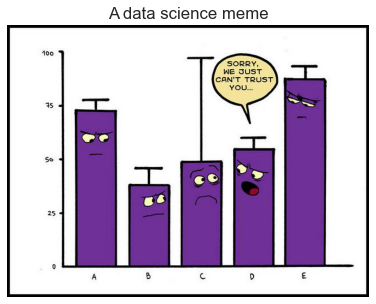 A data science meme
100
SORRY,
WE JUST
CAN'T TRUST
YOU...
75
50
25
0
A B C D E